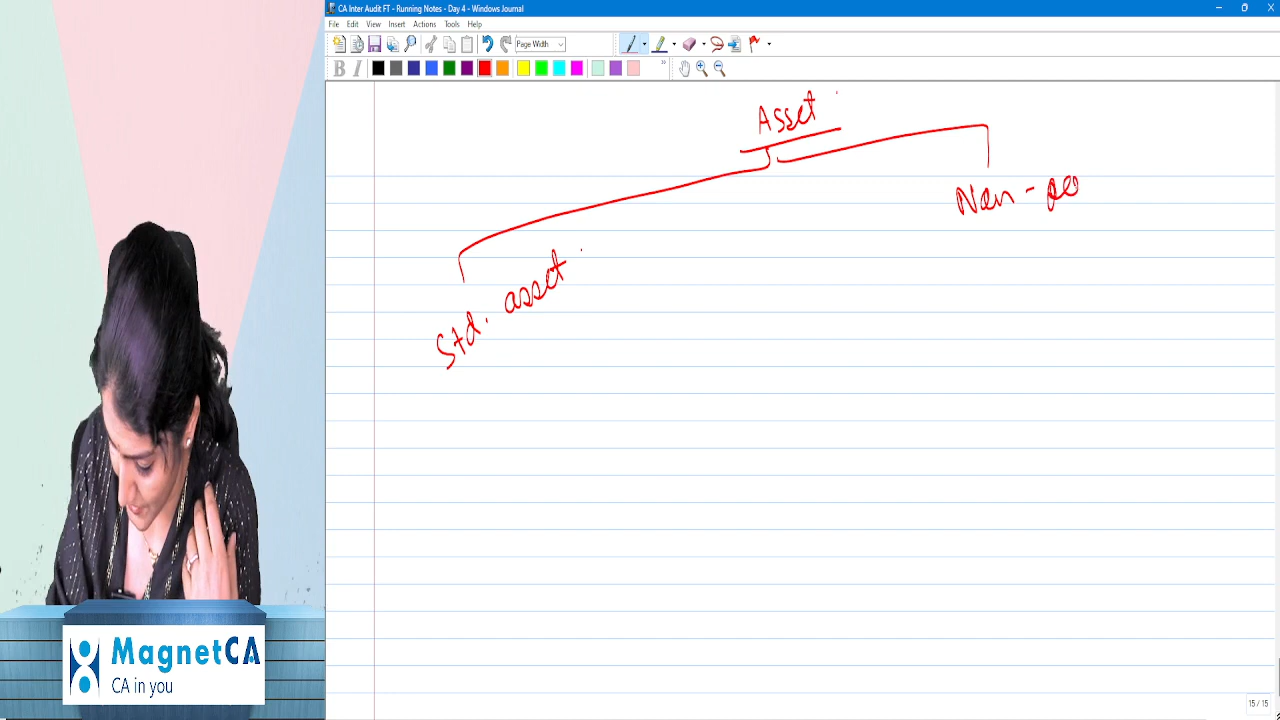 CA Inter Audit FT - Running Notes - Day 4 - Windows Journal
File Edit View Insert Actions Tools Help
Page Width
B I
Asset
Non -
Std. asset
MagnetCA
CA in you
15 / 15